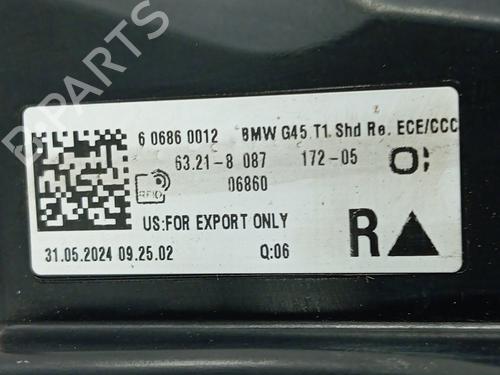 B-PARTS
6 0686 0012 BMW G45 T1 Shd Re. ECE/CCC
63.21-8 087 172-05
RFID 06860
US: FOR EXPORT ONLY
R
31.05.2024 09.25.02 Q:06